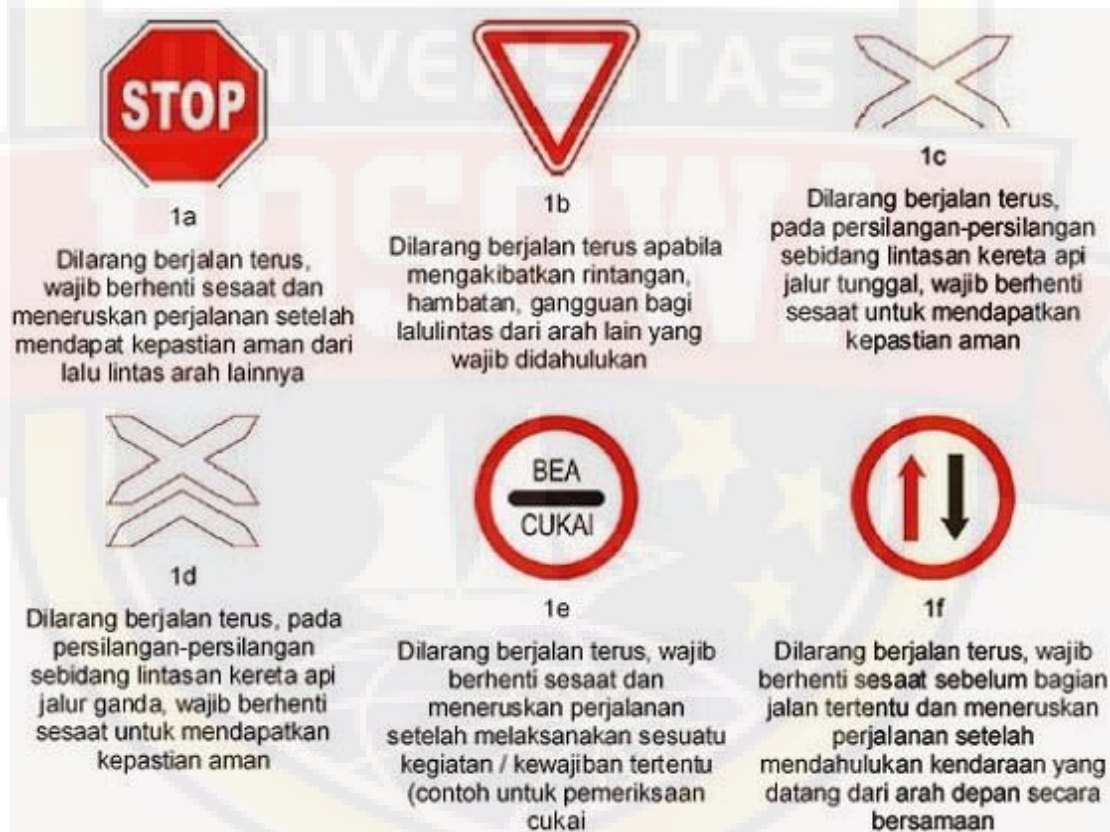 UNIVERSITAS
BOSOWA
STOP
1a
Dilarang berjalan terus,
wajib berhenti sesaat dan
meneruskan perjalanan setelah
mendapat kepastian aman dari
lalu lintas arah lainnya
1b
Dilarang berjalan terus apabila
mengakibatkan rintangan,
hambatan, gangguan bagi
lalulintas dari arah lain yang
wajib didahulukan
1c
Dilarang berjalan terus,
pada persilangan-persilangan
sebidang lintasan kereta api
jalur tunggal, wajib berhenti
sesaat untuk mendapatkan
kepastian aman
1d
Dilarang berjalan terus, pada
persilangan-persilangan
sebidang lintasan kereta api
jalur ganda, wajib berhenti
sesaat untuk mendapatkan
kepastian aman
BEA
CUKAI
1e
Dilarang berjalan terus, wajib
berhenti sesaat dan
meneruskan perjalanan
setelah melaksanakan sesuatu
kegiatan / kewajiban tertentu
(contoh untuk pemeriksaan
cukai
1f
Dilarang berjalan terus, wajib
berhenti sesaat sebelum bagian
jalan tertentu dan meneruskan
perjalanan setelah
mendahulukan kendaraan yang
datang dari arah depan secara
bersamaan